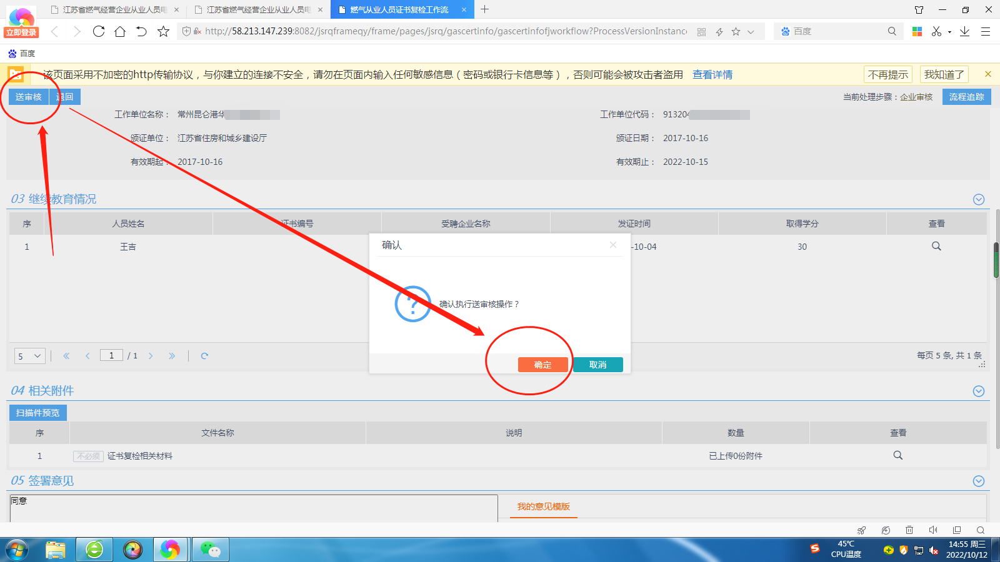 江苏省燃气经营企业从业人员电
江苏省燃气经营企业从业人员电
燃气从业人员证书复检工作流
立即登录
http://58.213.147.239:8082/jsrqframeqy/frame/pages/jsrq/gascertinfo/gascertinfofjworkflow?ProcessVersionInstanc
百度
百度
该页面采用不加密的http传输协议，与你建立的连接不安全，请勿在页面内输入任何敏感信息（密码或银行卡信息等），否则可能会被攻击者盗用 查看详情
不再提示
我知道了
送审核
退回
当前处理步骤：企业审核
流程追踪
工作单位名称： 常州昆仑港华
工作单位代码： 913204
颁证单位： 江苏省住房和城乡建设厅
颁证日期： 2017-10-16
有效期起： 2017-10-16
有效期止： 2022-10-15
03 继续教育情况
序 人员姓名 证书编号 受聘企业名称 发证时间 取得学分 查看
1 王吉 -10-04 30
确认
确认执行送审核操作？
确定
取消
5 1 / 1
每页 5 条, 共 1 条
04 相关附件
扫描件预览
序 文件名称 说明 数量 查看
1 不必须 证书复检相关材料 已上传0份附件
05 签署意见
同意
我的意见模版
45℃
CPU温度
14:55 周三
2022/10/12